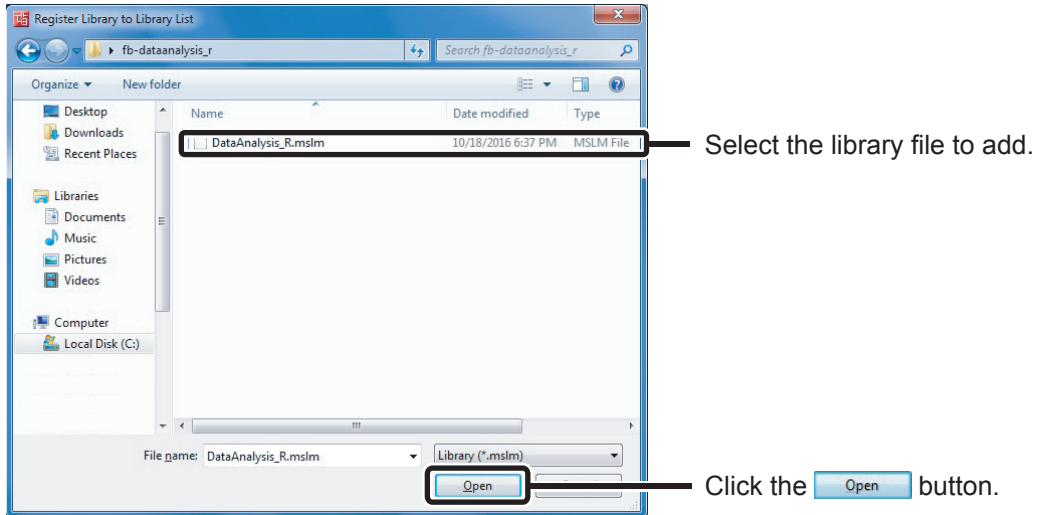 Register Library to Library List
fb-dataanalysis_r
Search fb-dataanalysis_r
Organize
New folder
Desktop
Downloads
Recent Places
Libraries
Documents
Music
Pictures
Videos
Computer
Local Disk (C:)
Name Date modified Type
DataAnalysis_R.mslm 10/18/2016 6:37 PM MSLM File
Select the library file to add.
File name: DataAnalysis_R.mslm Library (*.mslm)
Open
Click the Open button.